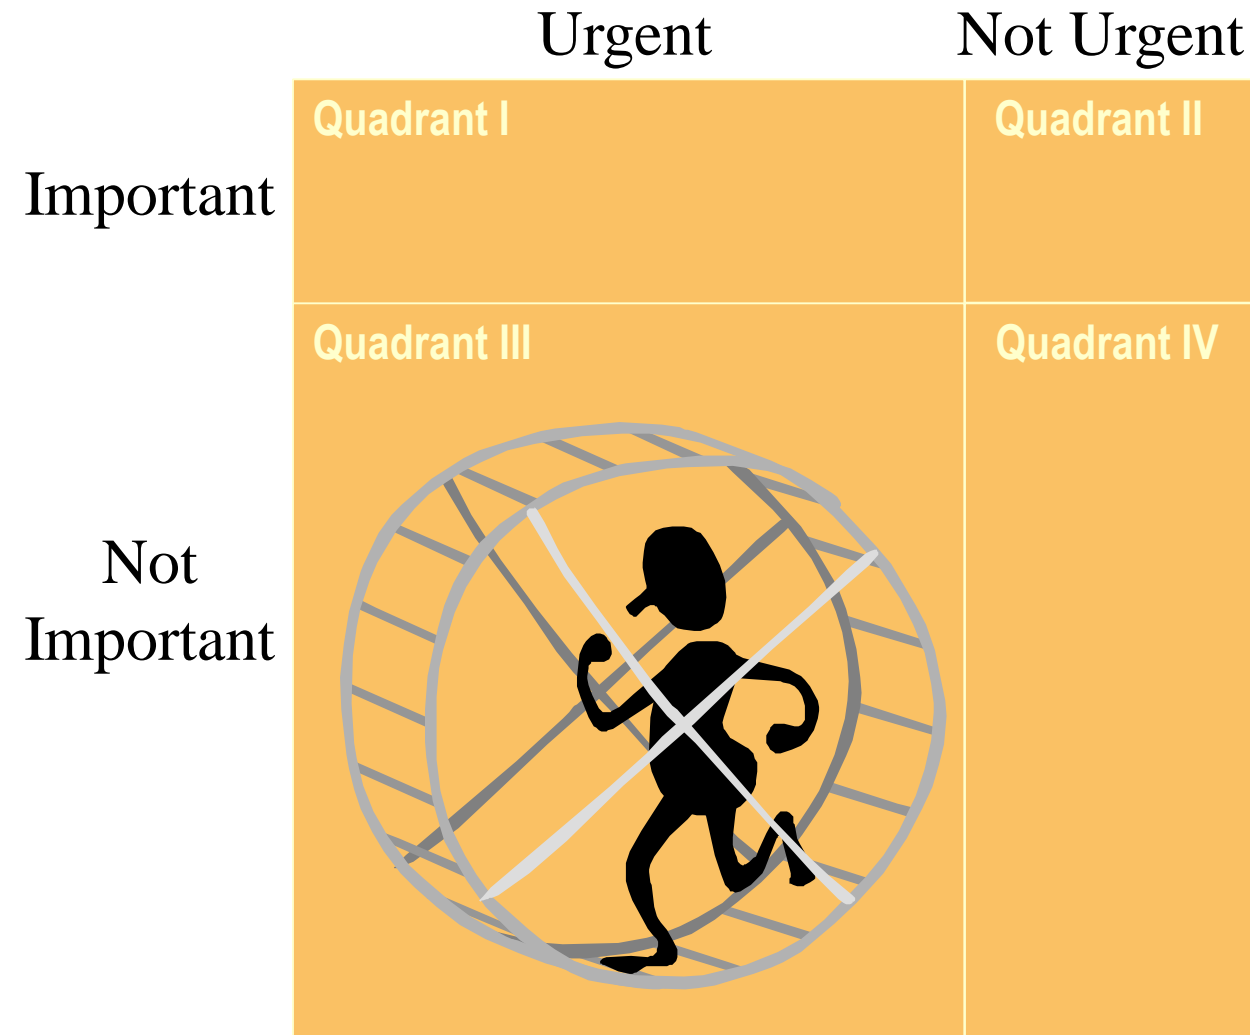 Urgent
Not Urgent
Quadrant I
Quadrant II
Important
Quadrant III
Quadrant IV
Not
Important